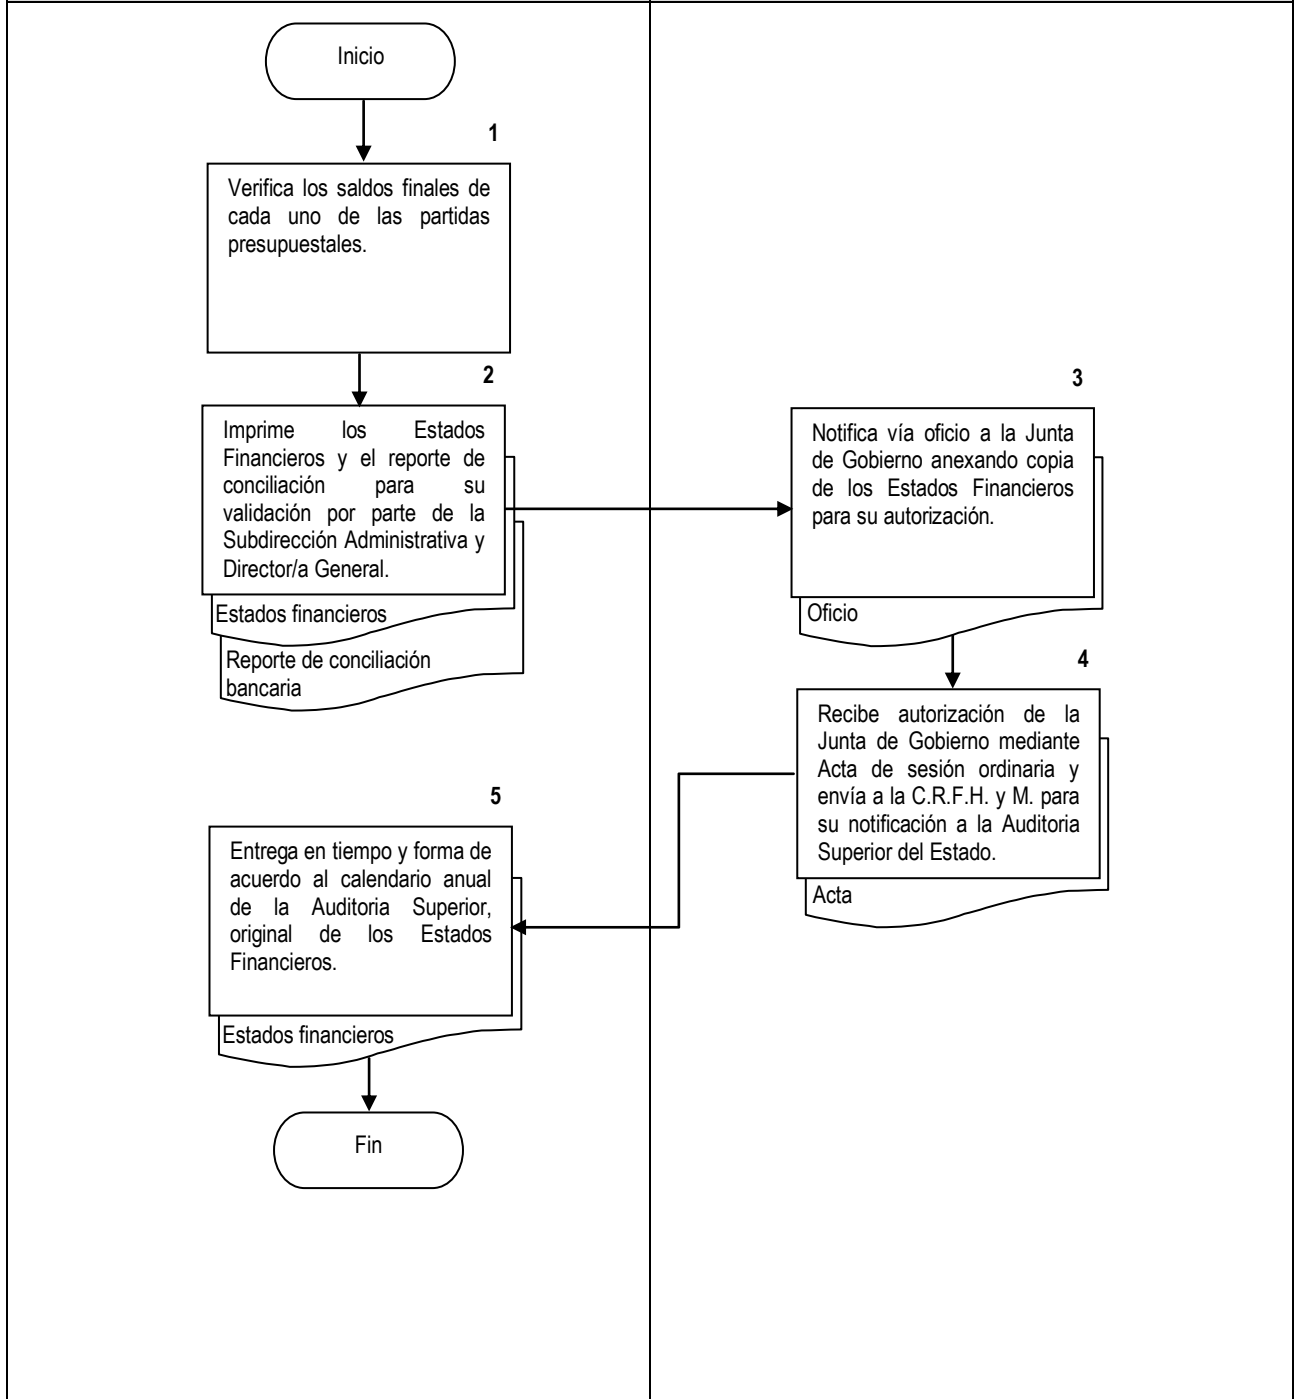 Inicio
1
Verifica los saldos finales de
cada uno de las partidas
presupuestales.
2
Imprime los Estados
Financieros y el reporte de
conciliación para su
validación por parte de la
Subdirección Administrativa y
Director/a General.
Estados financieros
Reporte de conciliación
bancaria
3
Notifica vía oficio a la Junta
de Gobierno anexando copia
de los Estados Financieros
para su autorización.
Oficio
4
Recibe autorización de la
Junta de Gobierno mediante
Acta de sesión ordinaria y
envía a la C.R.F.H. y M. para
su notificación a la Auditoria
Superior del Estado.
Acta
5
Entrega en tiempo y forma de
acuerdo al calendario anual
de la Auditoria Superior,
original de los Estados
Financieros.
Estados financieros
Fin